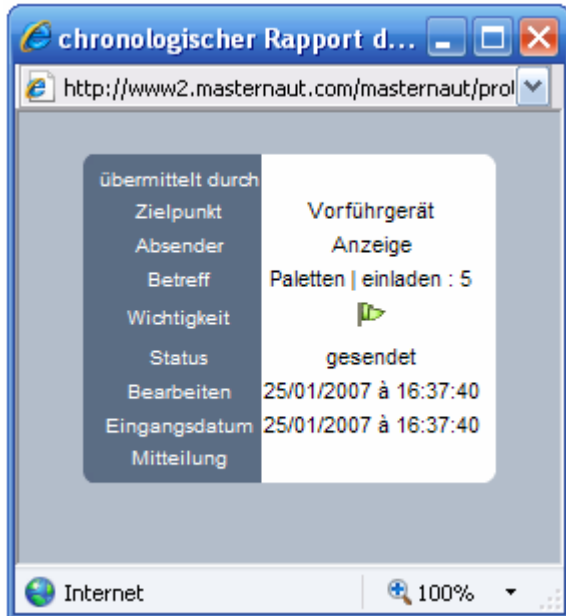 chronologischer Rapport d...
http://www2.masternaut.com/masternaut/pro
übermittelt durch
Zielpunkt Vorführgerät
Absender Anzeige
Betreff Paletten | einladen : 5
Wichtigkeit
Status gesendet
Bearbeiten 25/01/2007 à 16:37:40
Eingangsdatum 25/01/2007 à 16:37:40
Mitteilung
Internet 100%